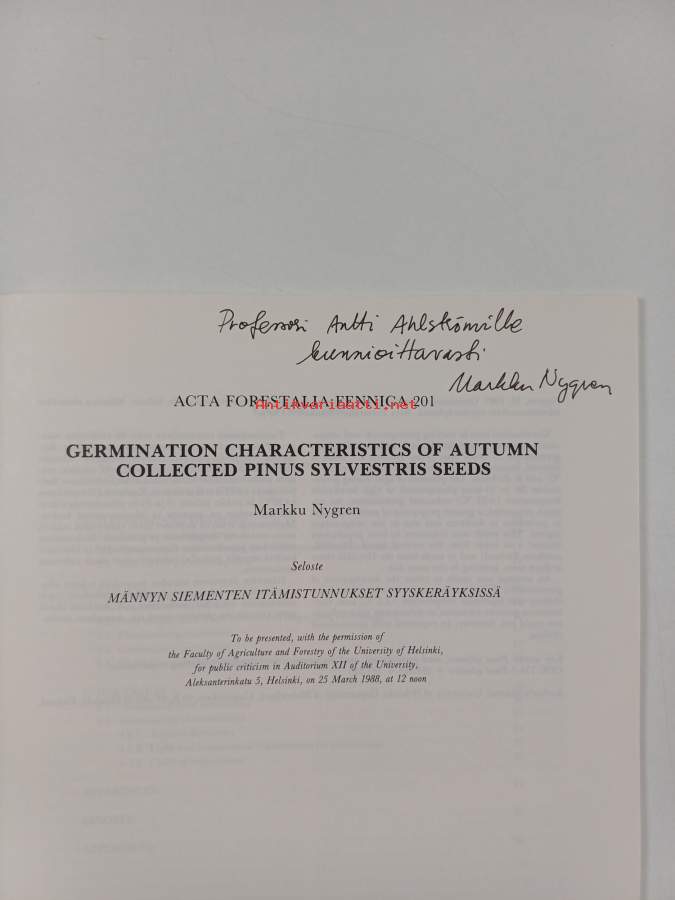 Professori Antti Ahlströmille
kunnioittavasti
Markku Nygren
ACTA FORESTALIA FENNICA 201
Antikvariaatti.net
GERMINATION CHARACTERISTICS OF AUTUMN
COLLECTED PINUS SYLVESTRIS SEEDS
Markku Nygren
Seloste
MÄNNYN SIEMENTEN ITÄMISTUNNUKSET SYYSKERÄYKSISSÄ
To be presented, with the permission of
the Faculty of Agriculture and Forestry of the University of Helsinki,
for public criticism in Auditorium XII of the University,
Aleksanterinkatu 5, Helsinki, on 25 March 1988, at 12 noon